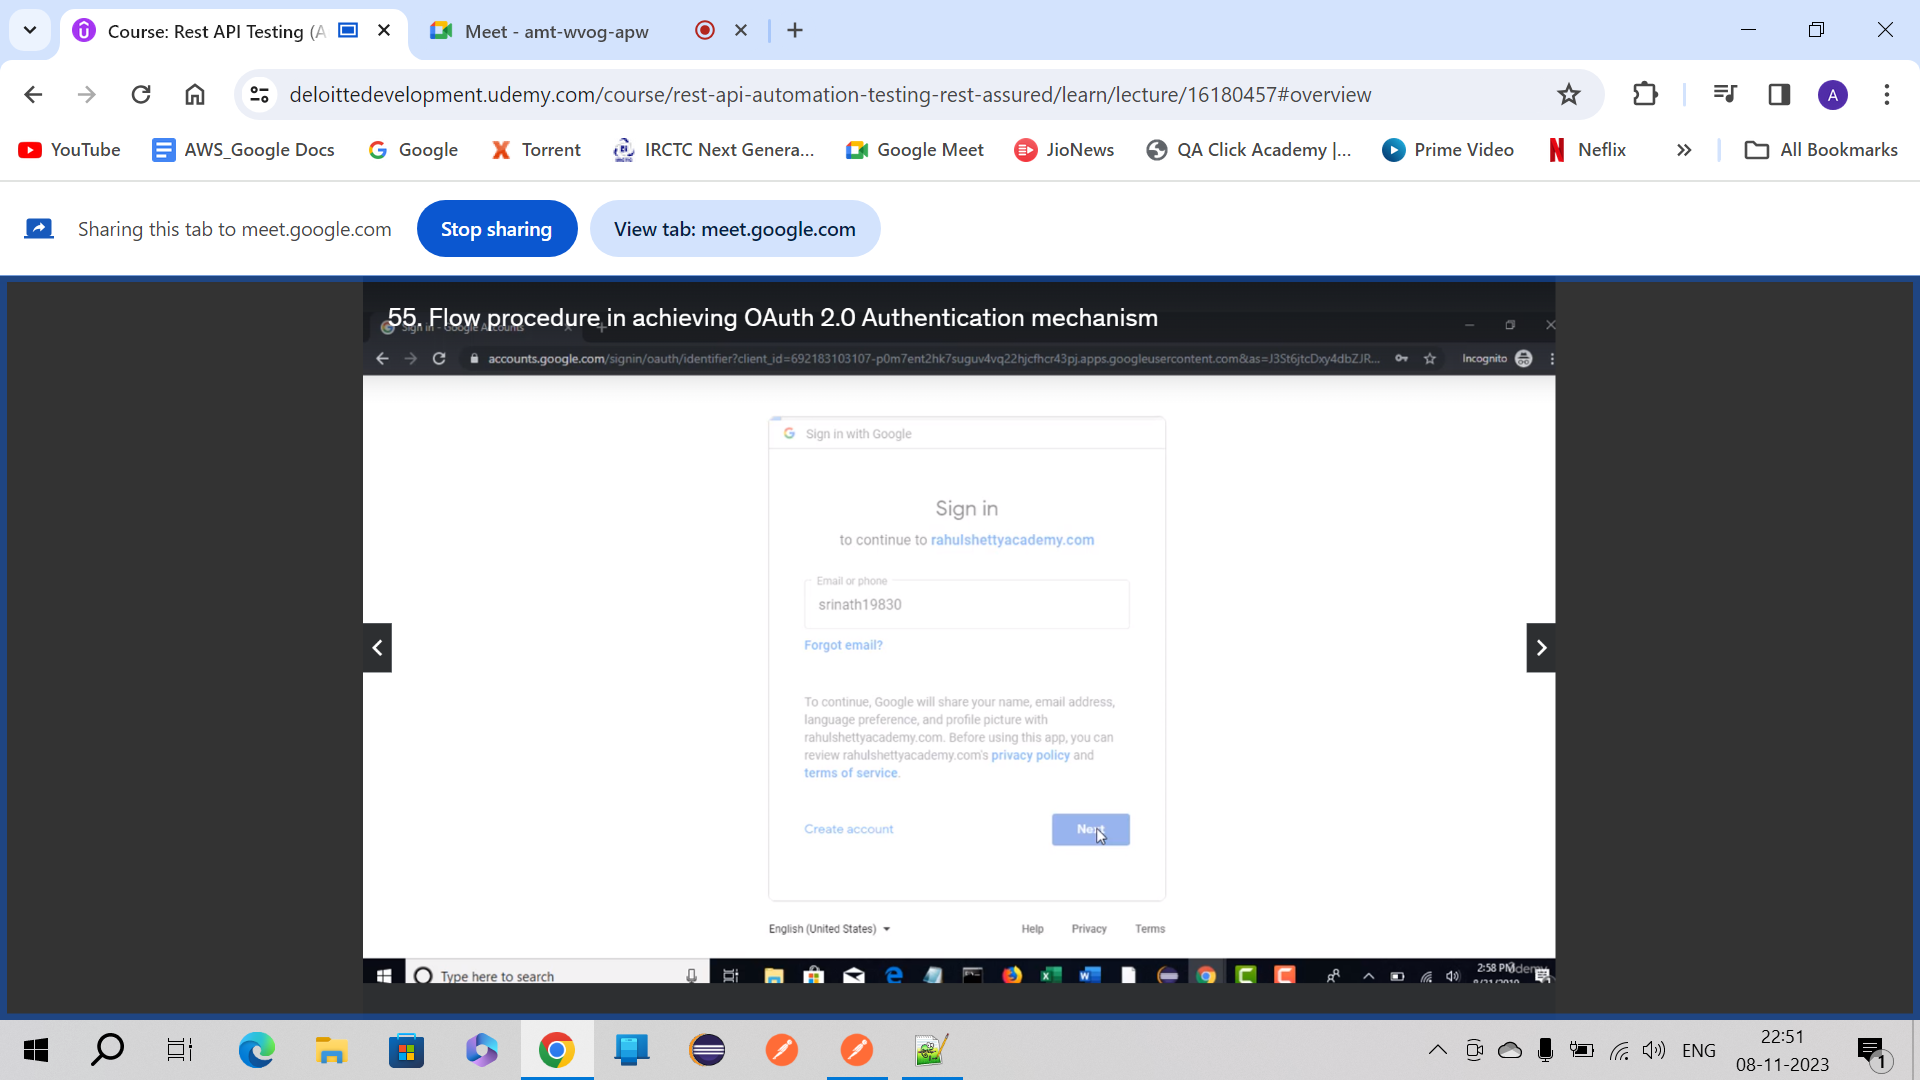 Course: Rest API Testing (A
Meet - amt-wvog-apw
deloittedevelopment.udemy.com/course/rest-api-automation-testing-rest-assured/learn/lecture/16180457#overview
A
YouTube
AWS_Google Docs
Google
Torrent
IRCTC Next Genera...
Google Meet
JioNews
QA Click Academy |...
Prime Video
Neflix
All Bookmarks
Sharing this tab to meet.google.com
Stop sharing
View tab: meet.google.com
55. Flow procedure in achieving OAuth 2.0 Authentication mechanism
Sign in - Google Accounts
accounts.google.com/signin/oauth/identifier?client_id=692183103107-p0m7ent2hk7suguv4vq22hjcfhcr43pj.apps.googleusercontent.com&as=J3St6jtcDxy4dbZJR...
Incognito
Sign in with Google
Sign in
to continue to rahulshettyacademy.com
Email or phone
srinath19830
Forgot email?
To continue, Google will share your name, email address,
language preference, and profile picture with
rahulshettyacademy.com. Before using this app, you can
review rahulshettyacademy.com's privacy policy and
terms of service.
Create account
Next
English (United States)
Help
Privacy
Terms
Type here to search
2:58 PM
ENG
22:51
08-11-2023
1